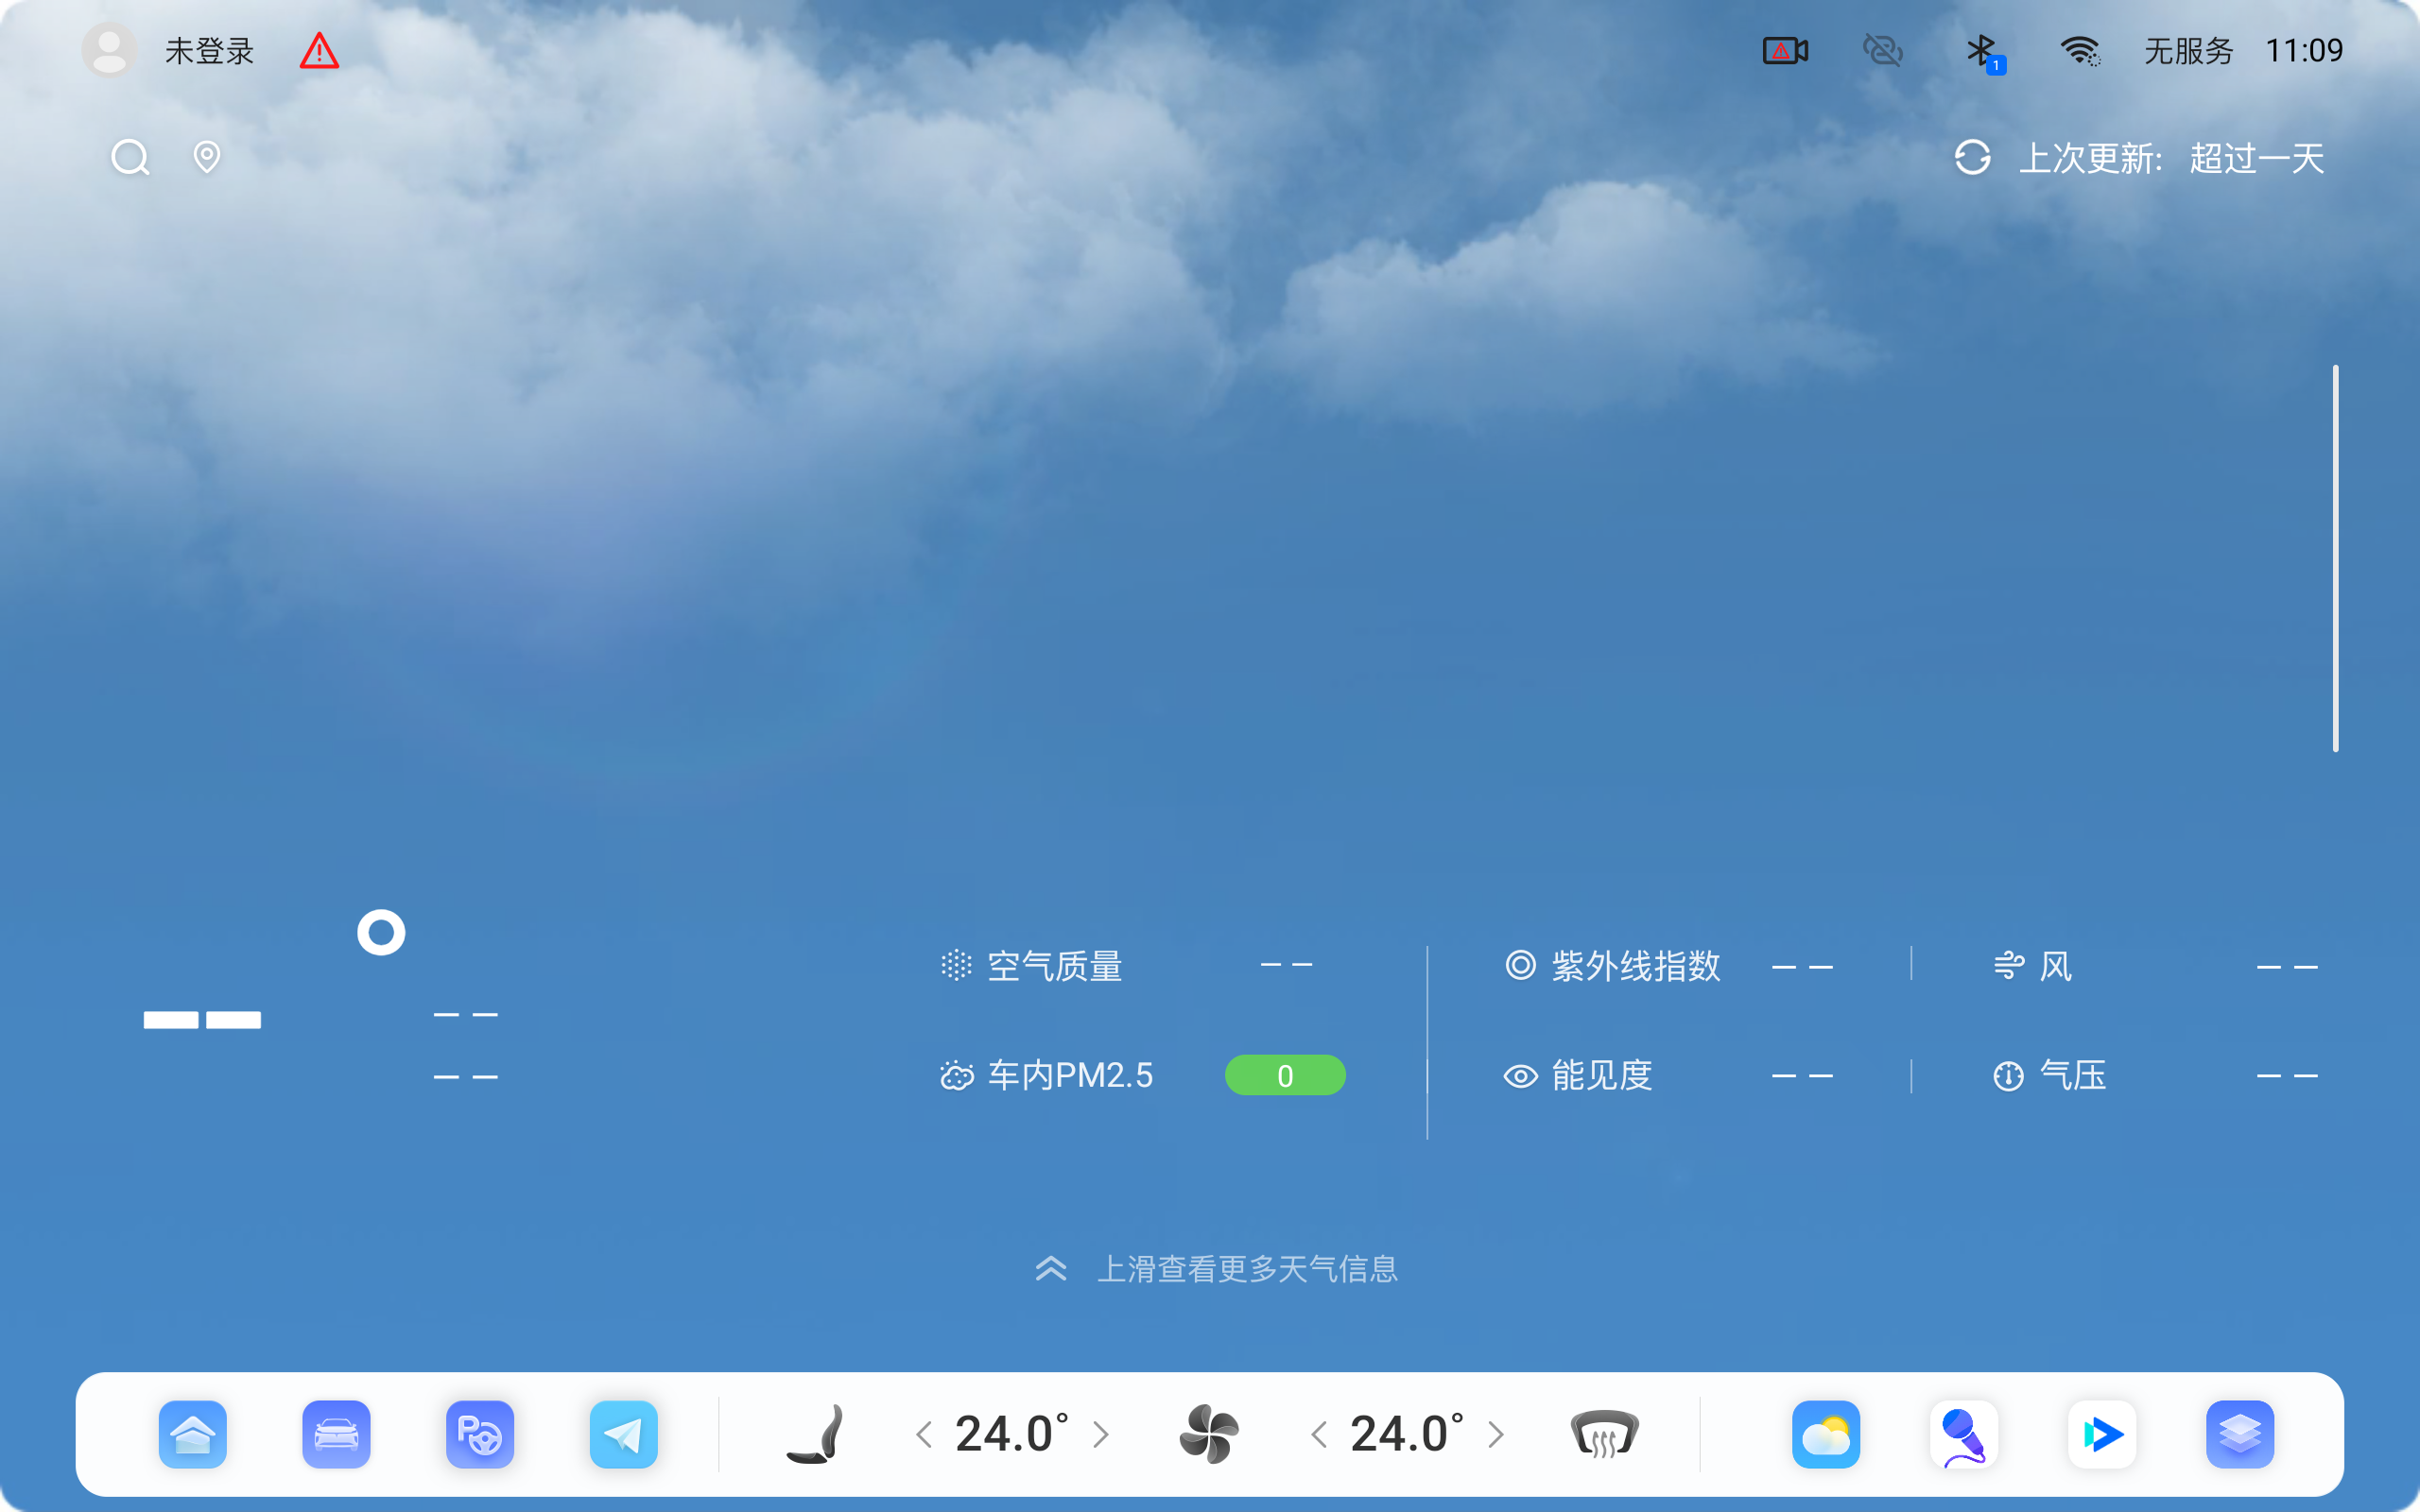 未登录
1
无服务 11:09
上次更新: 超过一天
空气质量 -- 紫外线指数 -- 风 --
--
--
--
车内PM2.5 0 能见度 -- 气压 --
上滑查看更多天气信息
24.0° 24.0°